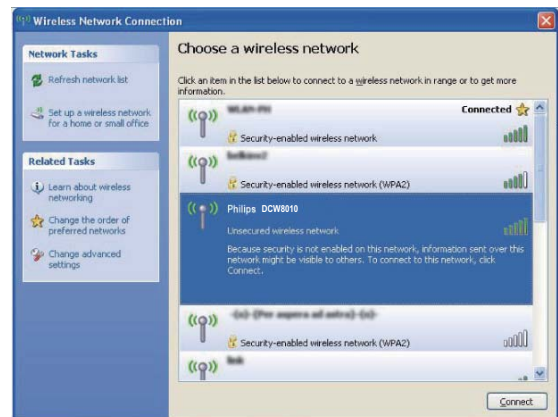 Wireless Network Connection
Network Tasks
Refresh network list
Set up a wireless network
for a home or small office
Related Tasks
Learn about wireless
networking
Change the order of
preferred networks
Change advanced
settings
Choose a wireless network
Click an item in the list below to connect to a wireless network in range or to get more
information.
Connected
Security-enabled wireless network
Security-enabled wireless network (WPA2)
Philips DCW8010
Unsecured wireless network
Because security is not enabled on this network, information sent over this
network might be visible to others. To connect to this network, click
Connect.
Security-enabled wireless network (WPA2)
Connect